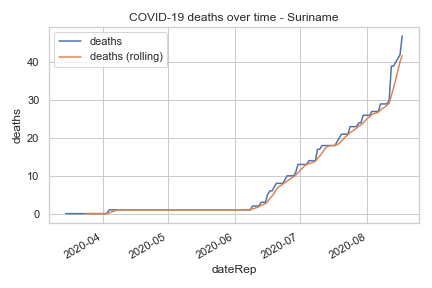 COVID-19 deaths over time - Suriname
deaths
deaths (rolling)
40
30
20
10
0
deaths
2020-04
2020-05
2020-06
2020-07
2020-08
dateRep